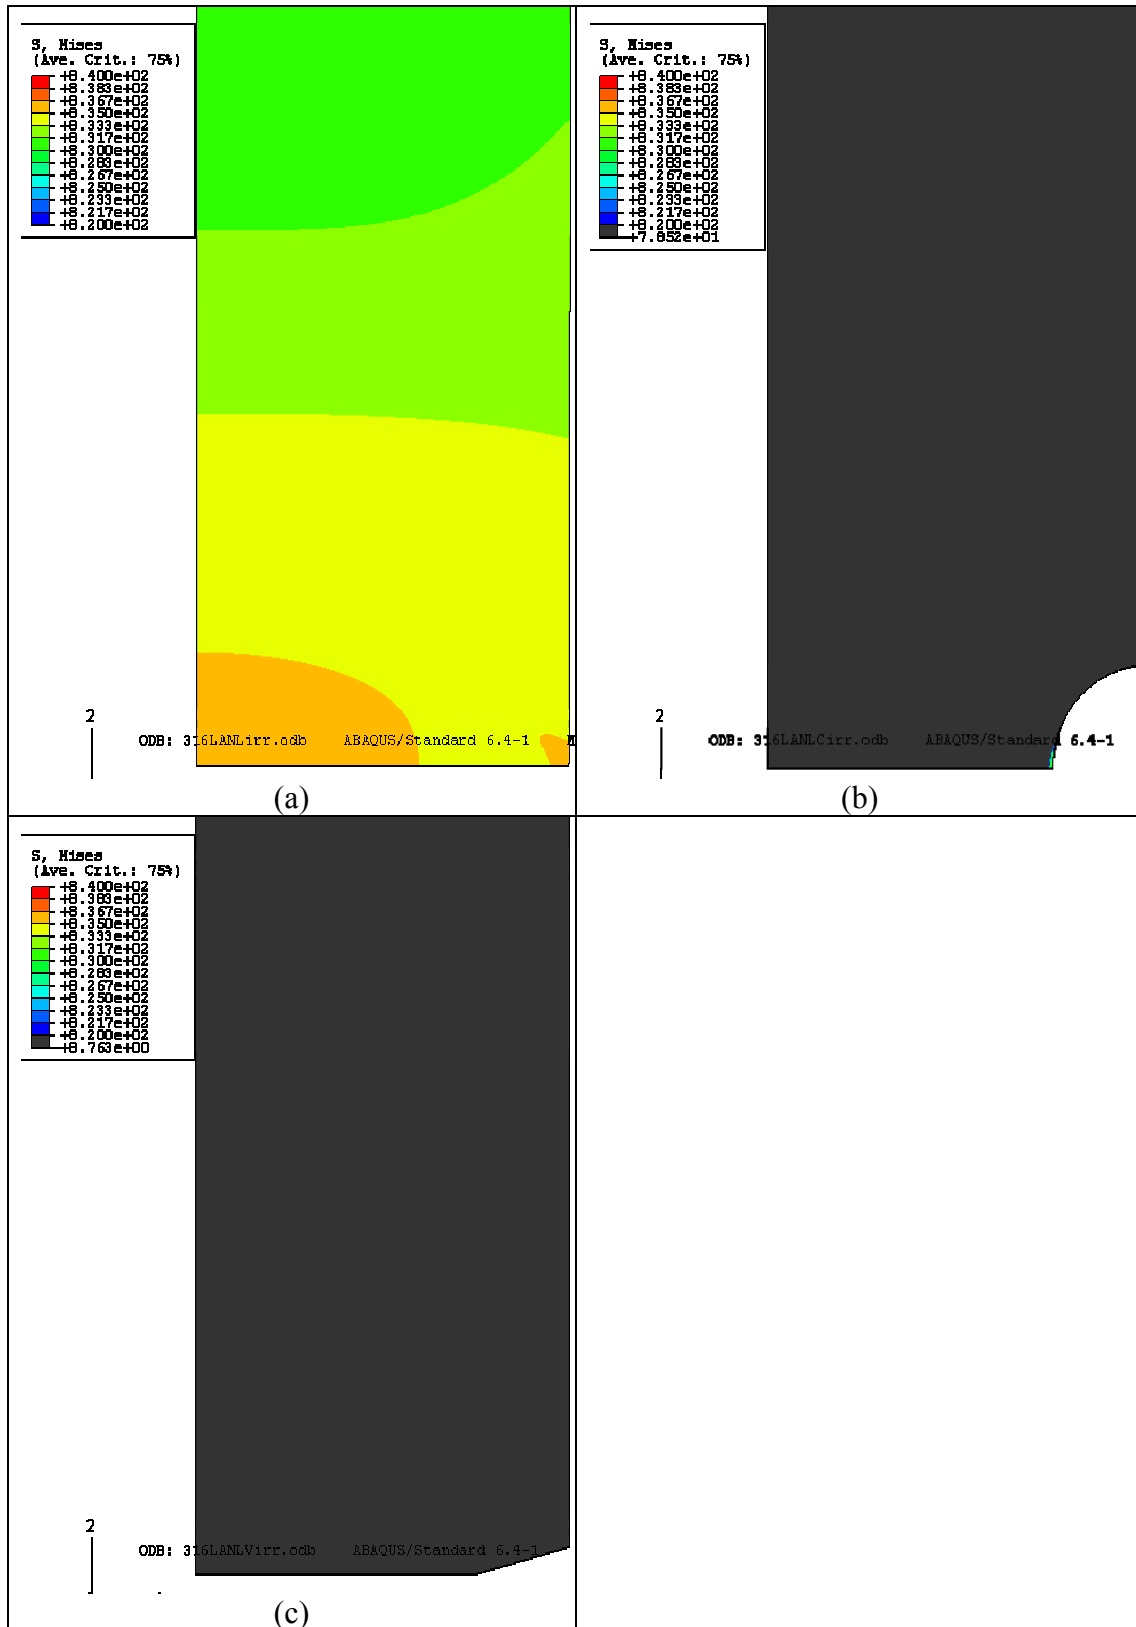 S, Mises
(Ave. Crit.: 75%)
+8.400e+02
+8.383e+02
+8.367e+02
+8.350e+02
+8.333e+02
+8.317e+02
+8.300e+02
+8.283e+02
+8.267e+02
+8.250e+02
+8.233e+02
+8.217e+02
+8.200e+02
2
ODB: 316LANLirr.odb ABAQUS/Standard 6.4-1
(a)
S, Mises
(Ave. Crit.: 75%)
+8.400e+02
+8.383e+02
+8.367e+02
+8.350e+02
+8.333e+02
+8.317e+02
+8.300e+02
+8.283e+02
+8.267e+02
+8.250e+02
+8.233e+02
+8.217e+02
+8.200e+02
+7.852e+01
2
ODB: 316LANLCirr.odb ABAQUS/Standard 6.4-1
(b)
S, Mises
(Ave. Crit.: 75%)
+8.400e+02
+8.383e+02
+8.367e+02
+8.350e+02
+8.333e+02
+8.317e+02
+8.300e+02
+8.283e+02
+8.267e+02
+8.250e+02
+8.233e+02
+8.217e+02
+8.200e+02
+8.763e+00
2
ODB: 316LANLVirr.odb ABAQUS/Standard 6.4-1
(c)